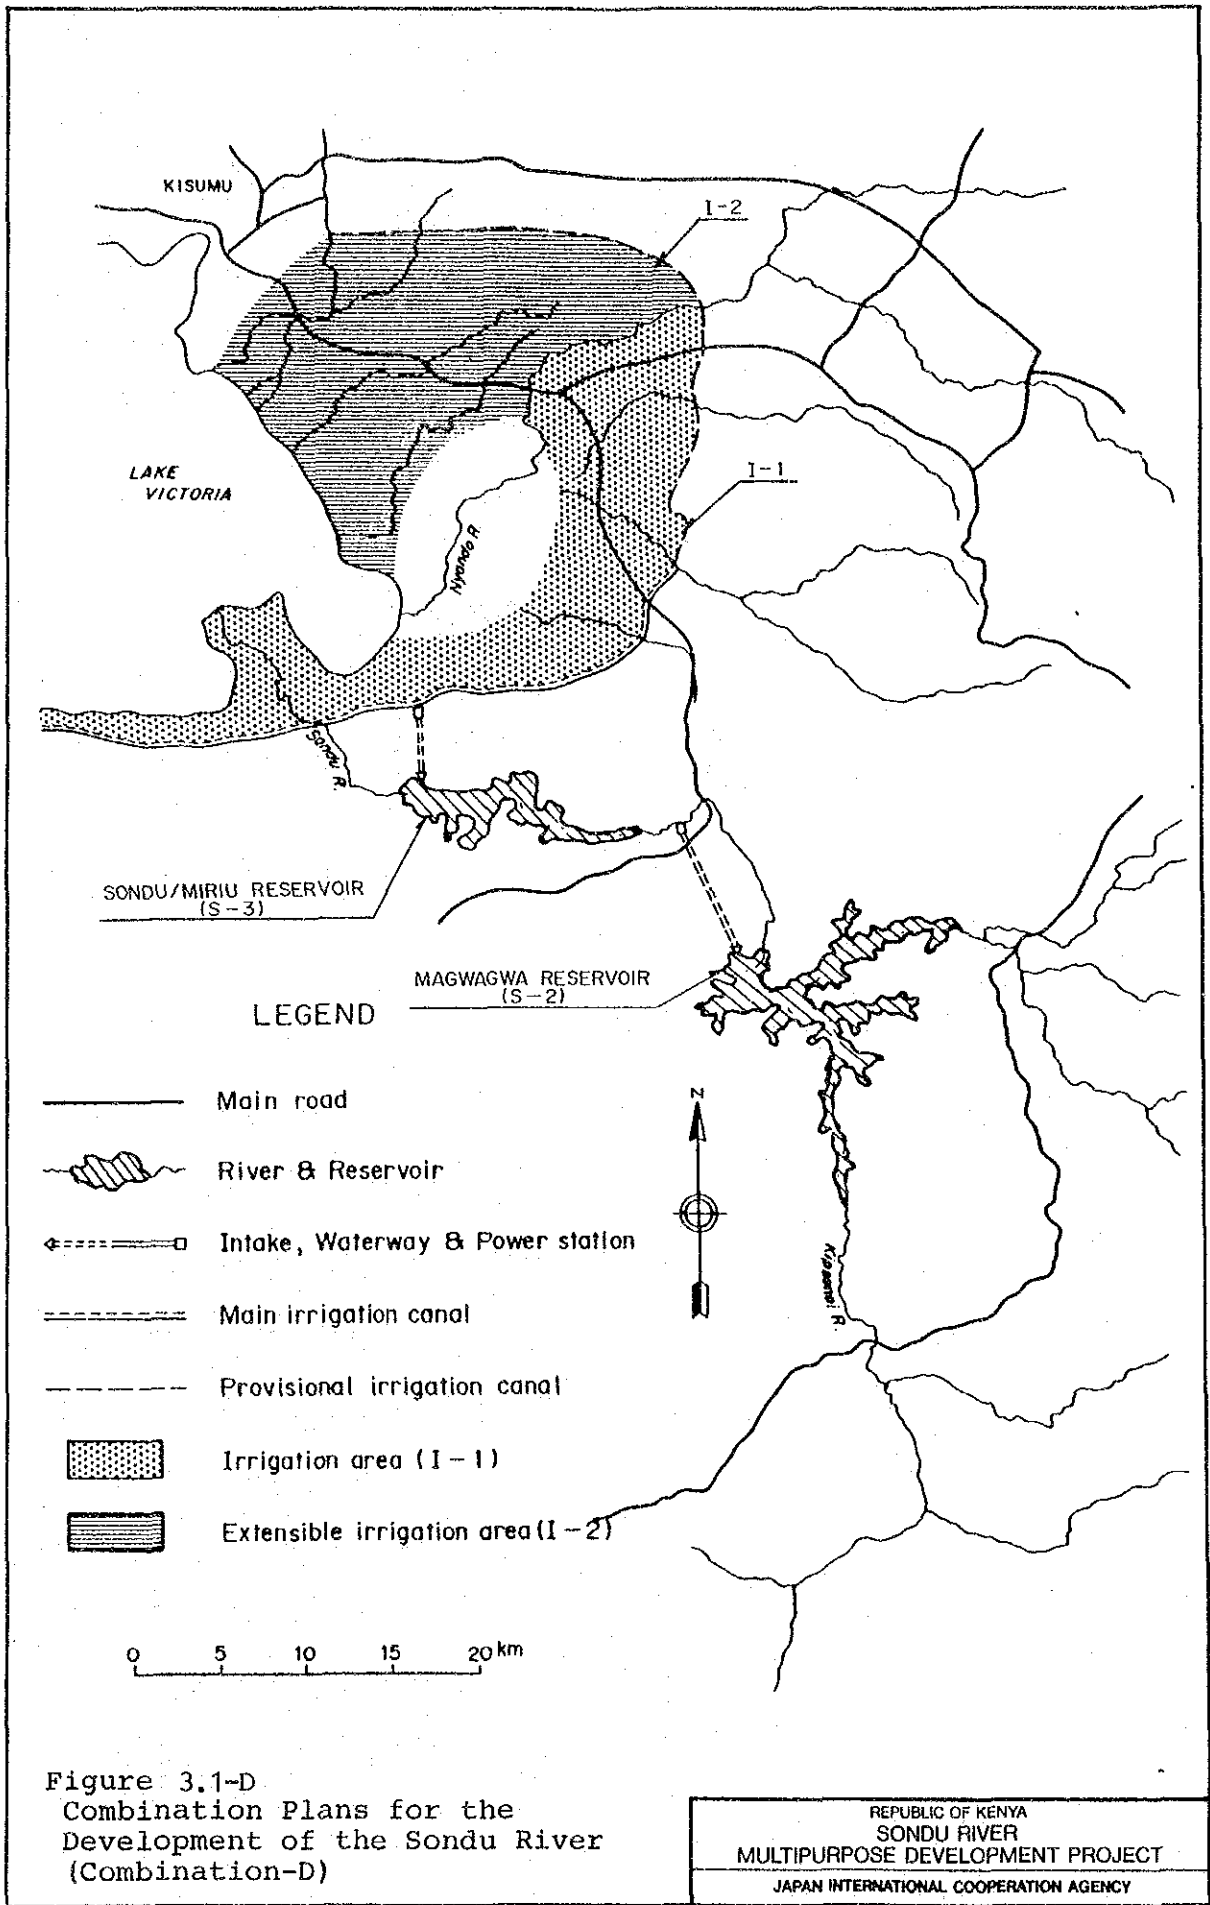 KISUMU
I-2
LAKE
VICTORIA
I-1
Nyando R.
Sondu R.
SONDU/MIRIU RESERVOIR
(S-3)
MAGWAGWA RESERVOIR
(S-2)
LEGEND
Main road
N
River & Reservoir
Intake, Waterway & Power station
Main irrigation canal
Provisional irrigation canal
Irrigation area (I-1)
Extensible irrigation area (I-2)
R.
0 5 10 15 20 km
Figure 3.1-D
Combination Plans for the
Development of the Sondu River
(Combination-D)
REPUBLIC OF KENYA
SONDU RIVER
MULTIPURPOSE DEVELOPMENT PROJECT
JAPAN INTERNATIONAL COOPERATION AGENCY